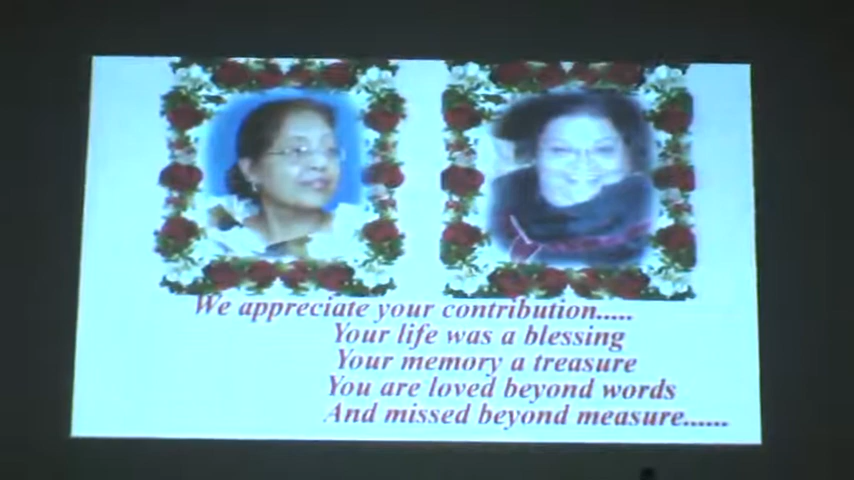 We appreciate your contribution.....
Your life was a blessing
Your memory a treasure
You are loved beyond words
And missed beyond measure......